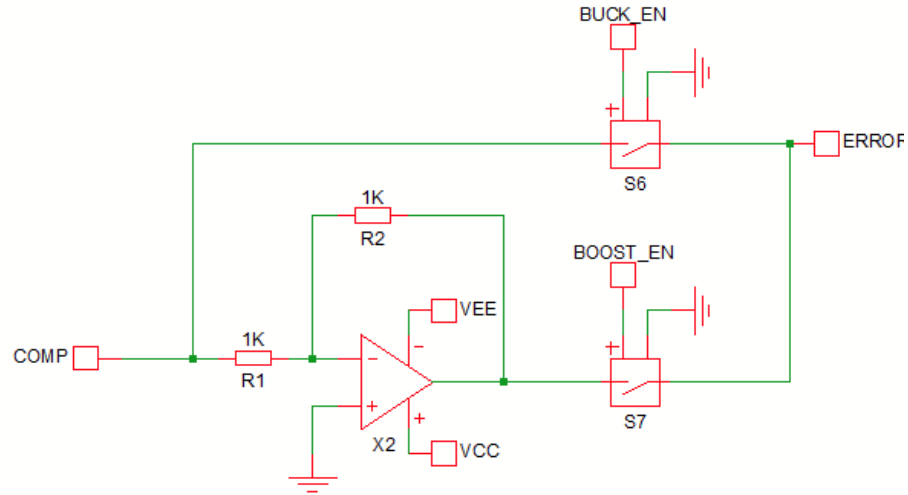 BUCK_EN
+
ERROR
S6
1K
R2
BOOST_EN
VEE
+
1K
COMP
R1
−
−
+
+
S7
X2
VCC